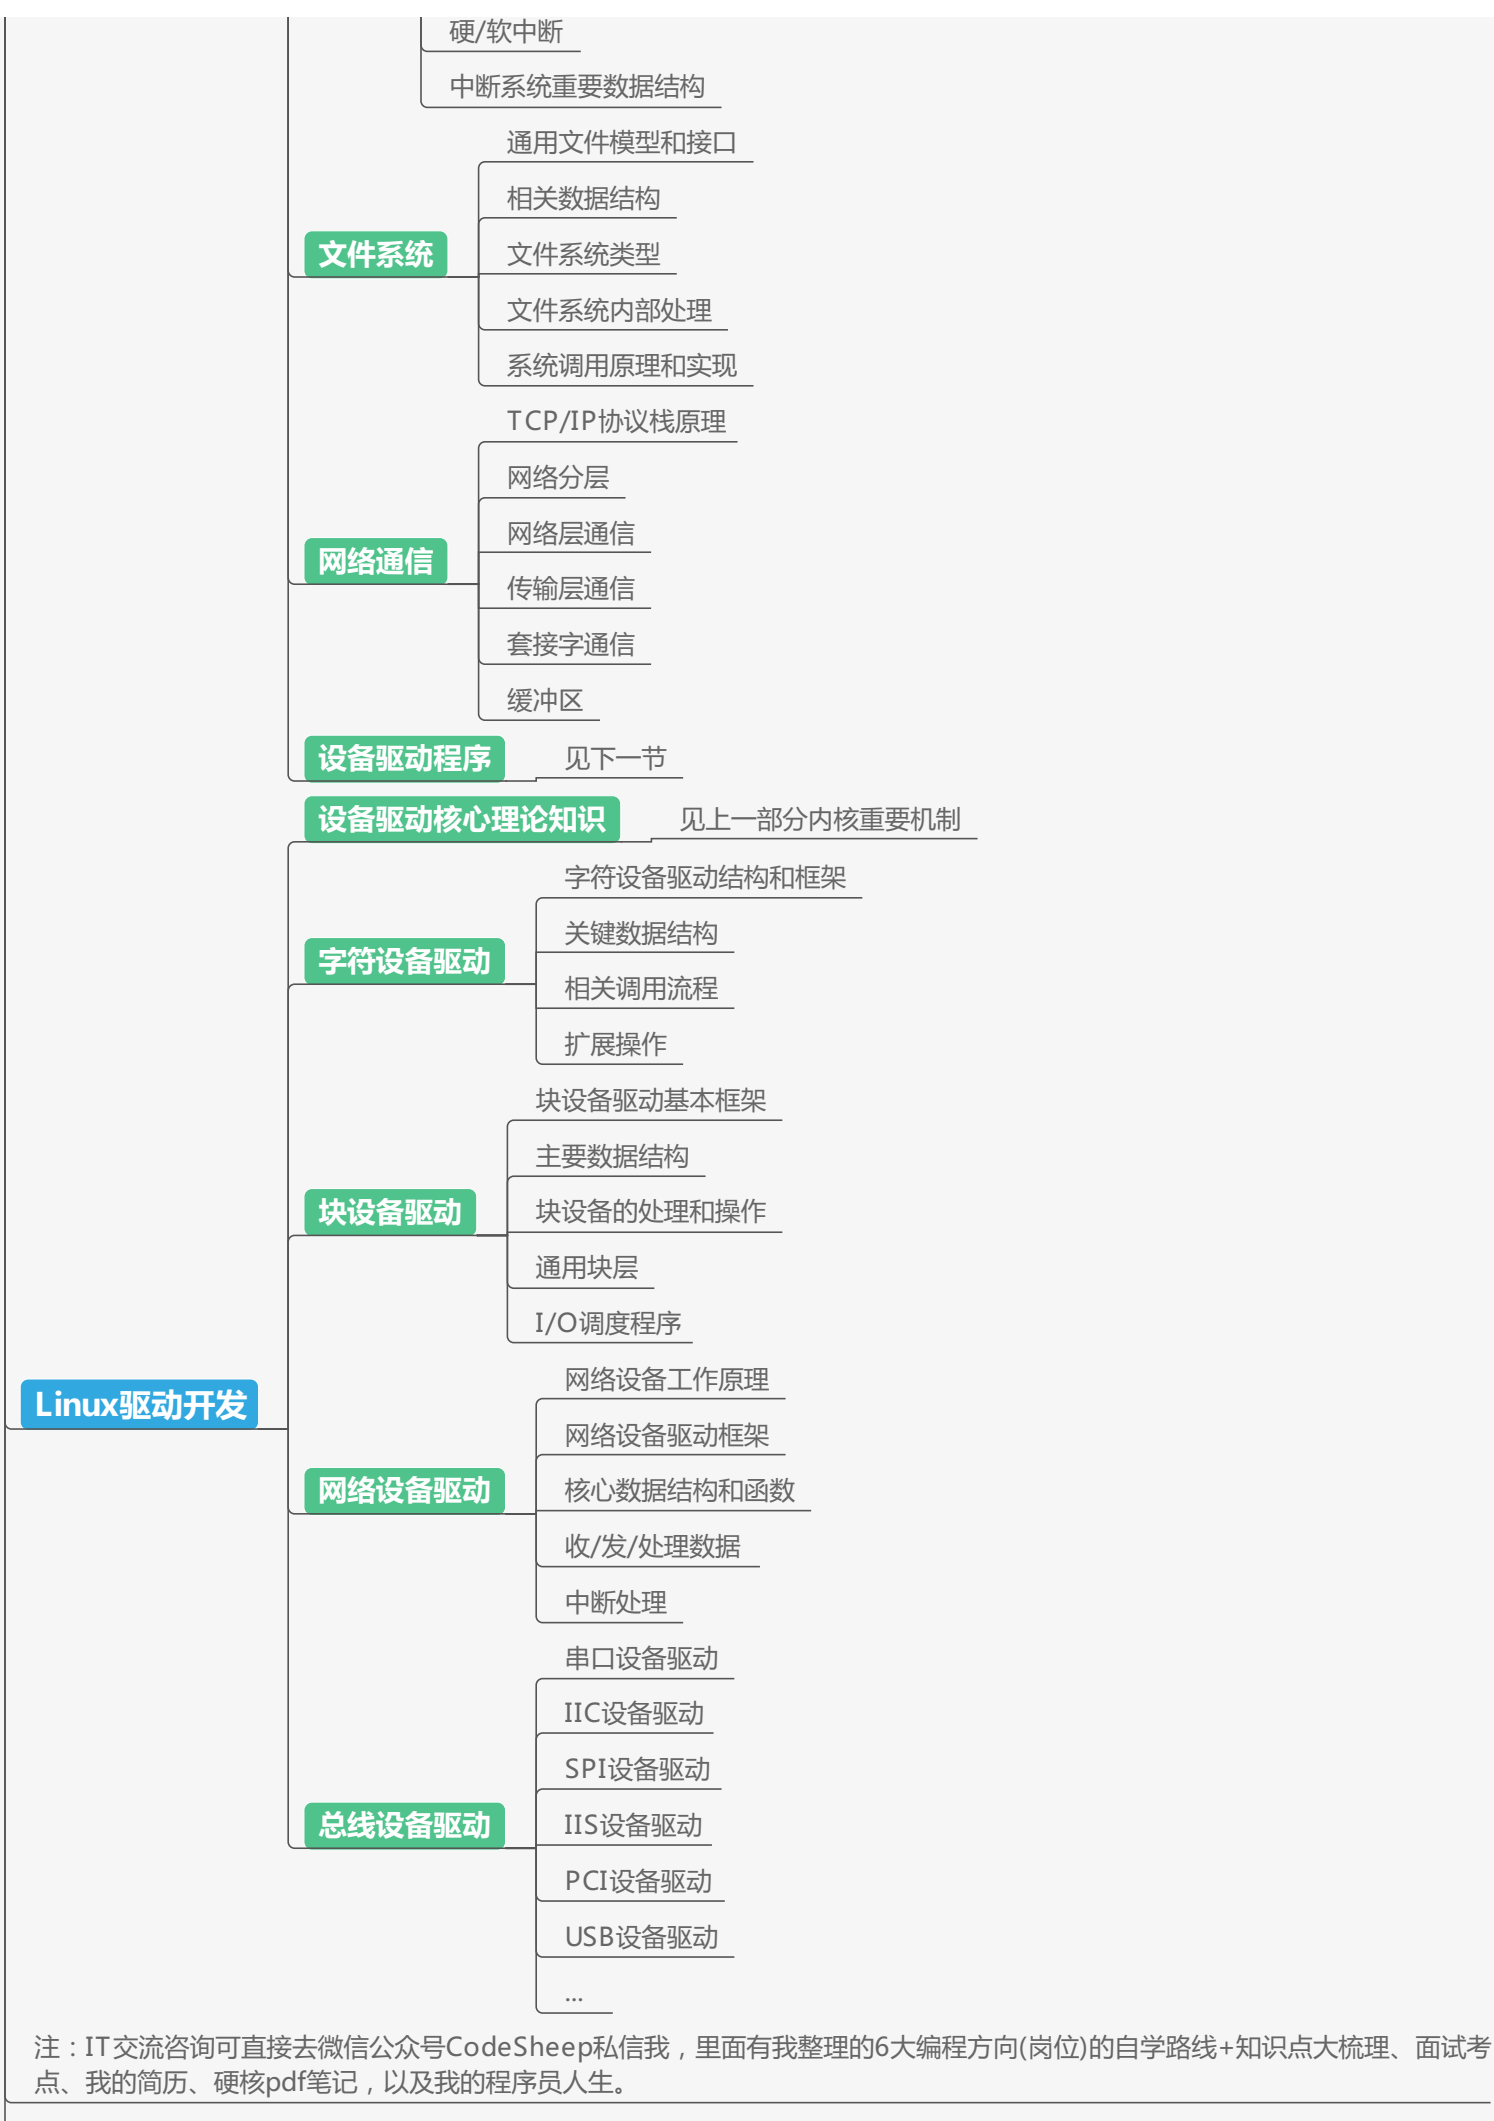 硬/软中断
中断系统重要数据结构
通用文件模型和接口
相关数据结构
文件系统
文件系统类型
文件系统内部处理
系统调用原理和实现
TCP/IP协议栈原理
网络分层
网络层通信
网络通信
传输层通信
套接字通信
缓冲区
设备驱动程序
见下一节
设备驱动核心理论知识
见上一部分内核重要机制
字符设备驱动结构和框架
关键数据结构
字符设备驱动
相关调用流程
扩展操作
块设备驱动基本框架
主要数据结构
块设备驱动
块设备的处理和操作
通用块层
I/O调度程序
网络设备工作原理
Linux驱动开发
网络设备驱动框架
网络设备驱动
核心数据结构和函数
收/发/处理数据
中断处理
串口设备驱动
IIC设备驱动
SPI设备驱动
总线设备驱动
IIS设备驱动
PCI设备驱动
USB设备驱动
...
注：IT交流咨询可直接去微信公众号CodeSheep私信我，里面有我整理的6大编程方向(岗位)的自学路线+知识点大梳理、面试考
点、我的简历、硬核pdf笔记，以及我的程序员人生。